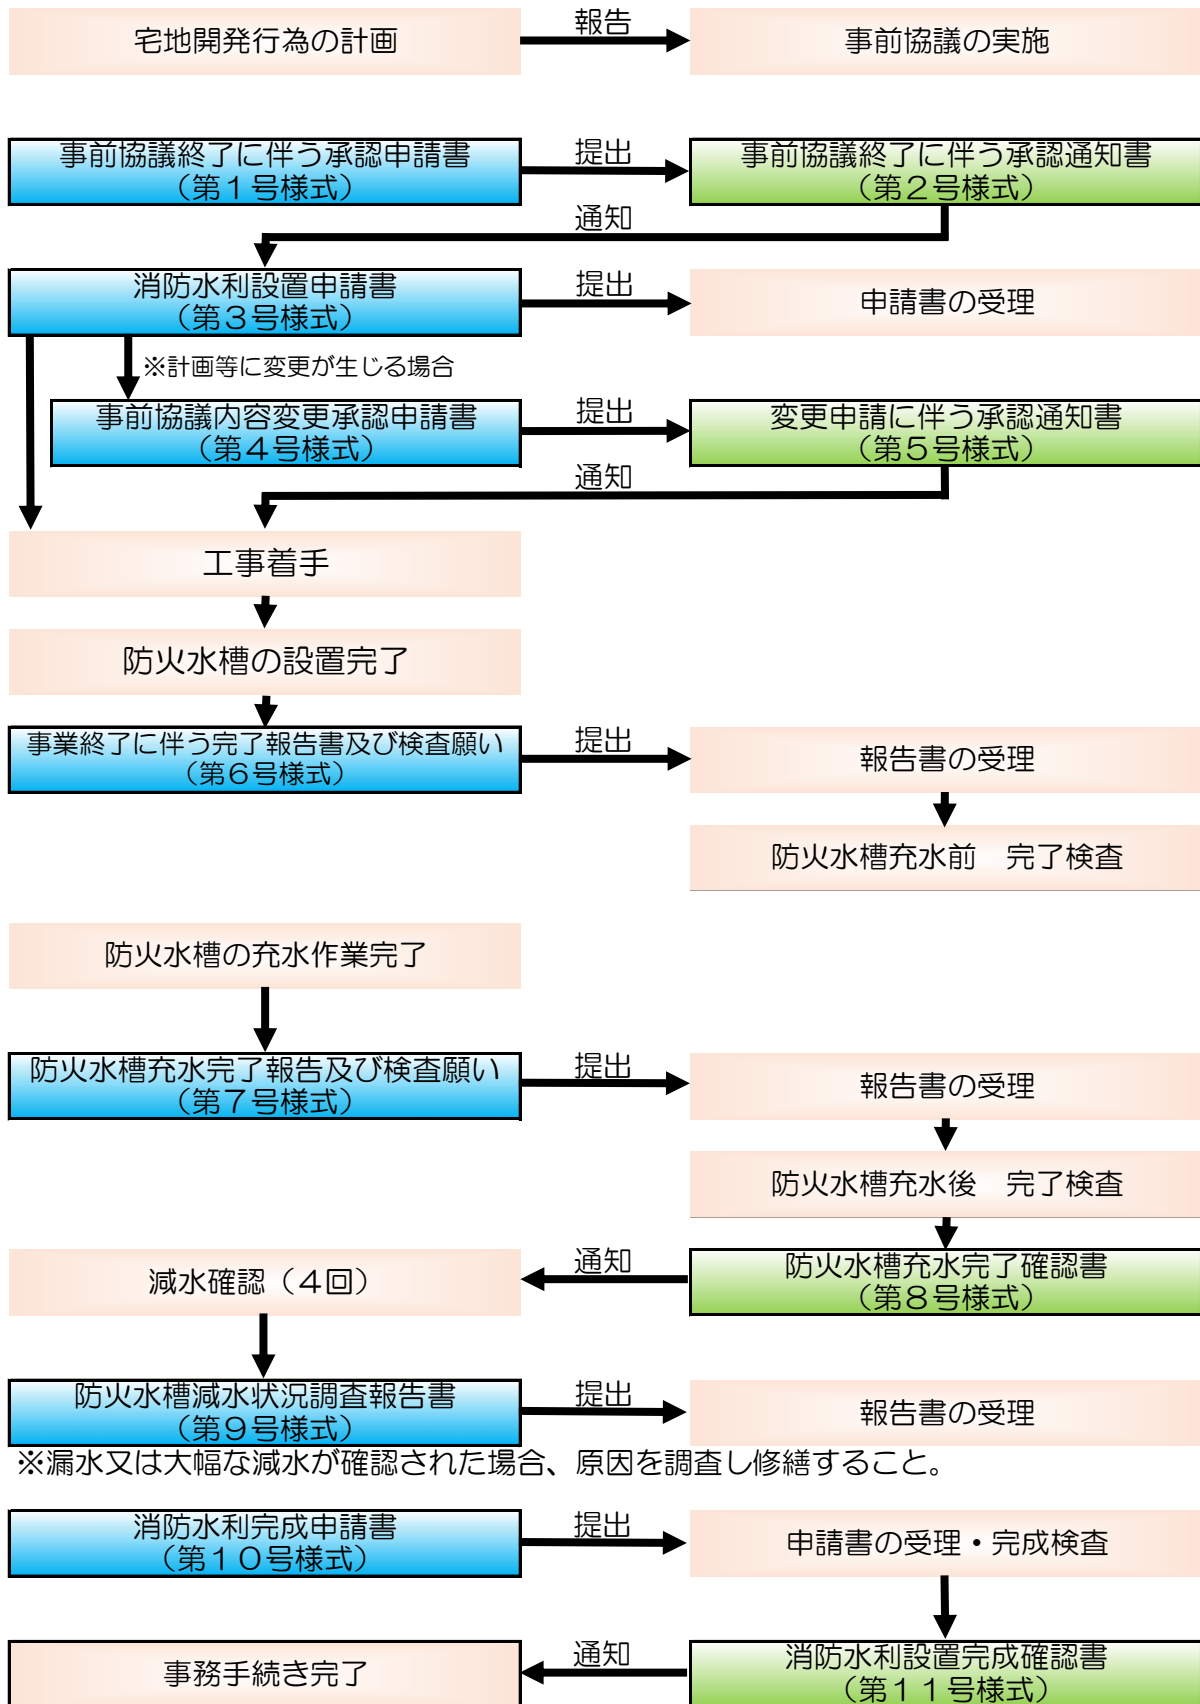 宅地開発行為の計画
報告
事前協議の実施
事前協議終了に伴う承認申請書
（第１号様式）
提出
事前協議終了に伴う承認通知書
（第２号様式）
通知
消防水利設置申請書
（第３号様式）
提出
申請書の受理
※計画等に変更が生じる場合
事前協議内容変更承認申請書
（第４号様式）
提出
変更申請に伴う承認通知書
（第５号様式）
通知
工事着手
防火水槽の設置完了
事業終了に伴う完了報告書及び検査願い
（第６号様式）
提出
報告書の受理
防火水槽充水前　完了検査
防火水槽の充水作業完了
防火水槽充水完了報告及び検査願い
（第７号様式）
提出
報告書の受理
防火水槽充水後　完了検査
減水確認（４回）
通知
防火水槽充水完了確認書
（第８号様式）
防火水槽減水状況調査報告書
（第９号様式）
提出
報告書の受理
※漏水又は大幅な減水が確認された場合、原因を調査し修繕すること。
消防水利完成申請書
（第１０号様式）
提出
申請書の受理・完成検査
事務手続き完了
通知
消防水利設置完成確認書
（第１１号様式）